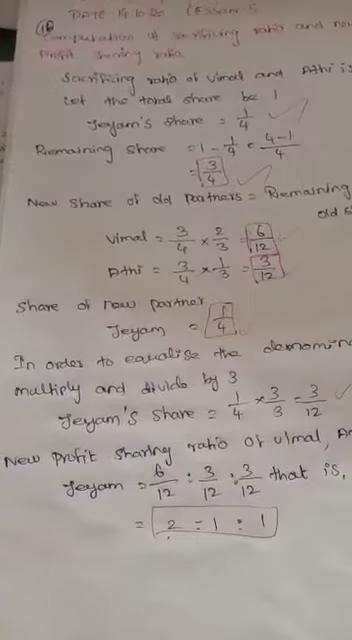 DATE 19.10.20 LESSON-5
Computation of sacrificing ratio and new
Profit sharing ratio
Sacrificing ratio of Vimal and Athi is
Let the total share be 1
Jeyam's share = 1/4
Remaining share = 1 - 1/4 = 4-1/4
= 3/4
New share of old partners = Remaining
old s
Vimal = 3/4 × 2/3 = 6/12
Athi = 3/4 × 1/3 = 3/12
Share of new partner
Jeyam = 1/4
In order to equalise the denomin
multiply and divide by 3
Jeyam's share = 1/4 × 3/3 = 3/12
New Profit sharing ratio of Vimal, A
Jeyam = 6/12 : 3/12 : 3/12 that is,
= 2 : 1 : 1